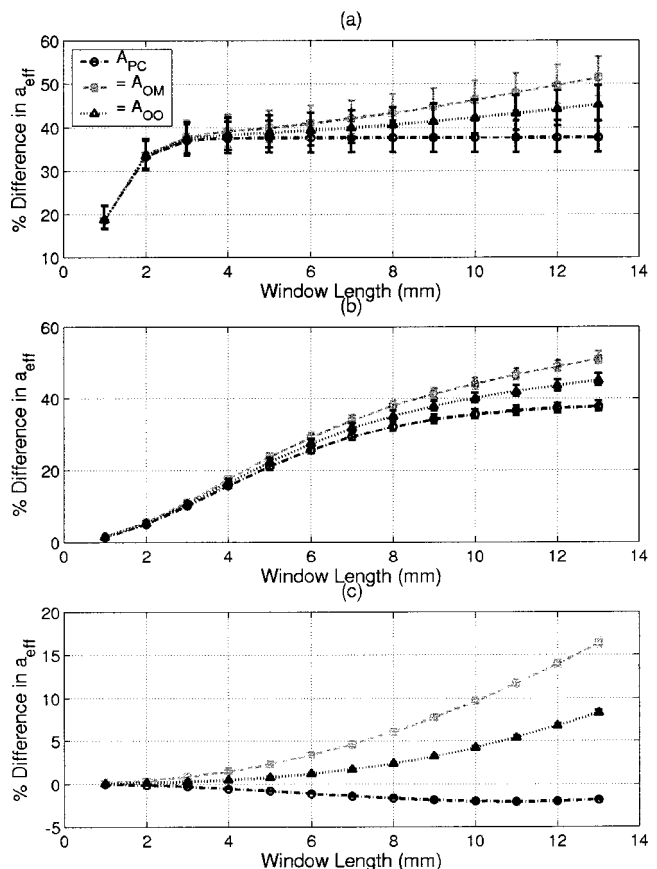 (a)
60
50
40
30
20
10
% Difference in a_eff
A_PC
= A_OM
= A_OO
0 2 4 6 8 10 12 14
Window Length (mm)
(b)
60
40
20
0
% Difference in a_eff
0 2 4 6 8 10 12 14
Window Length (mm)
(c)
20
15
10
5
0
-5
% Difference in a_eff
0 2 4 6 8 10 12 14
Window Length (mm)